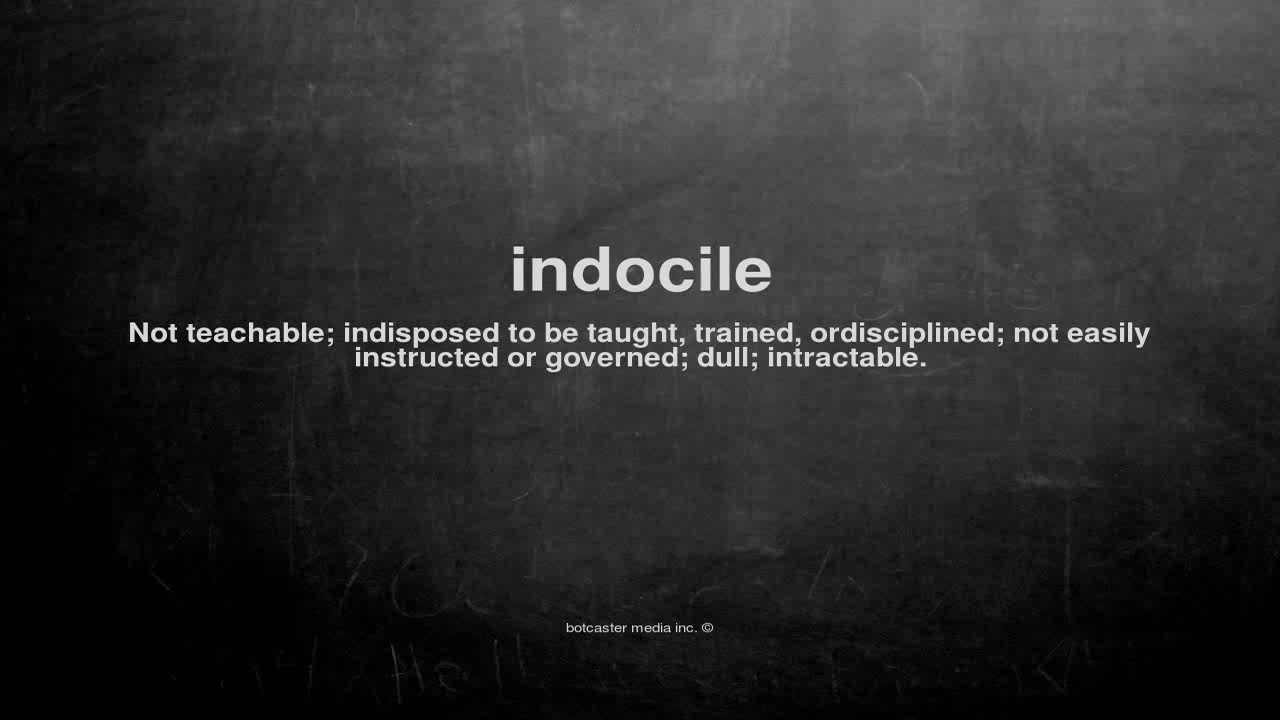 indocile
Not teachable; indisposed to be taught, trained, ordisciplined; not easily
instructed or governed; dull; intractable.
botcaster media inc. ©